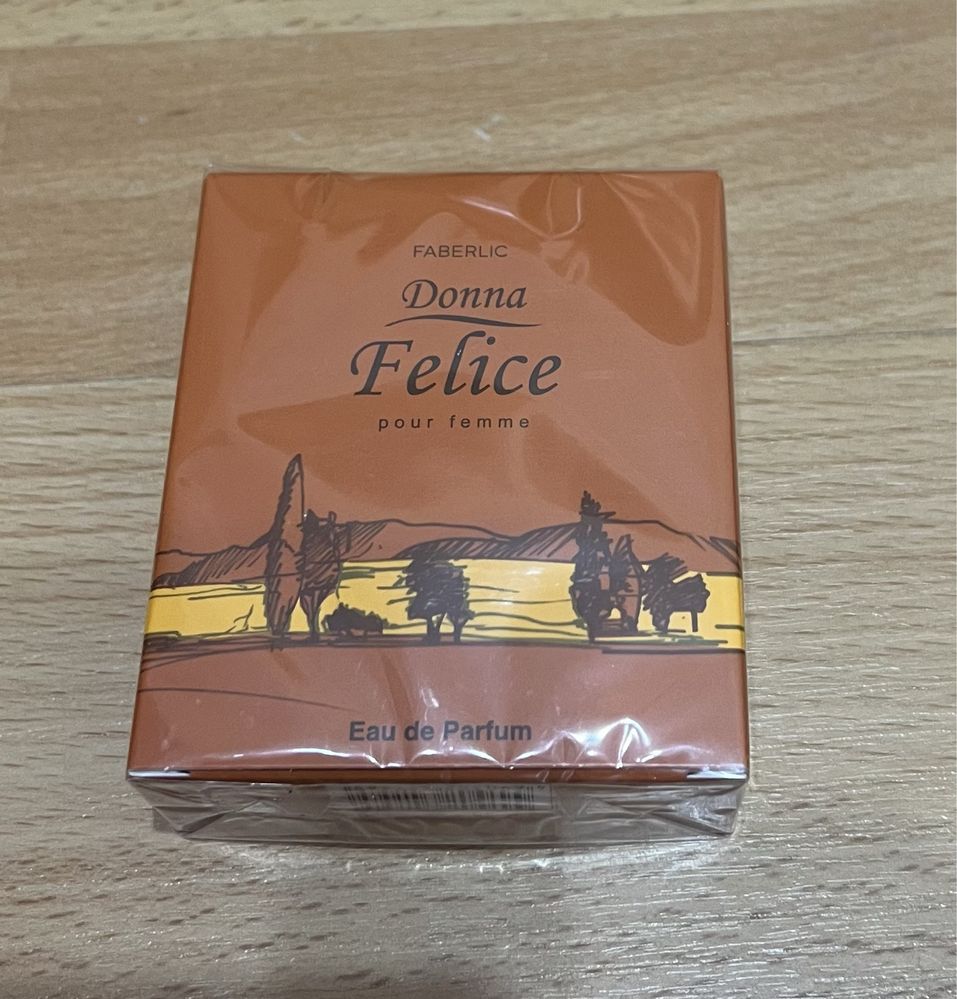 FABERLIC
Donna
Felice
pour femme
Eau de Parfum